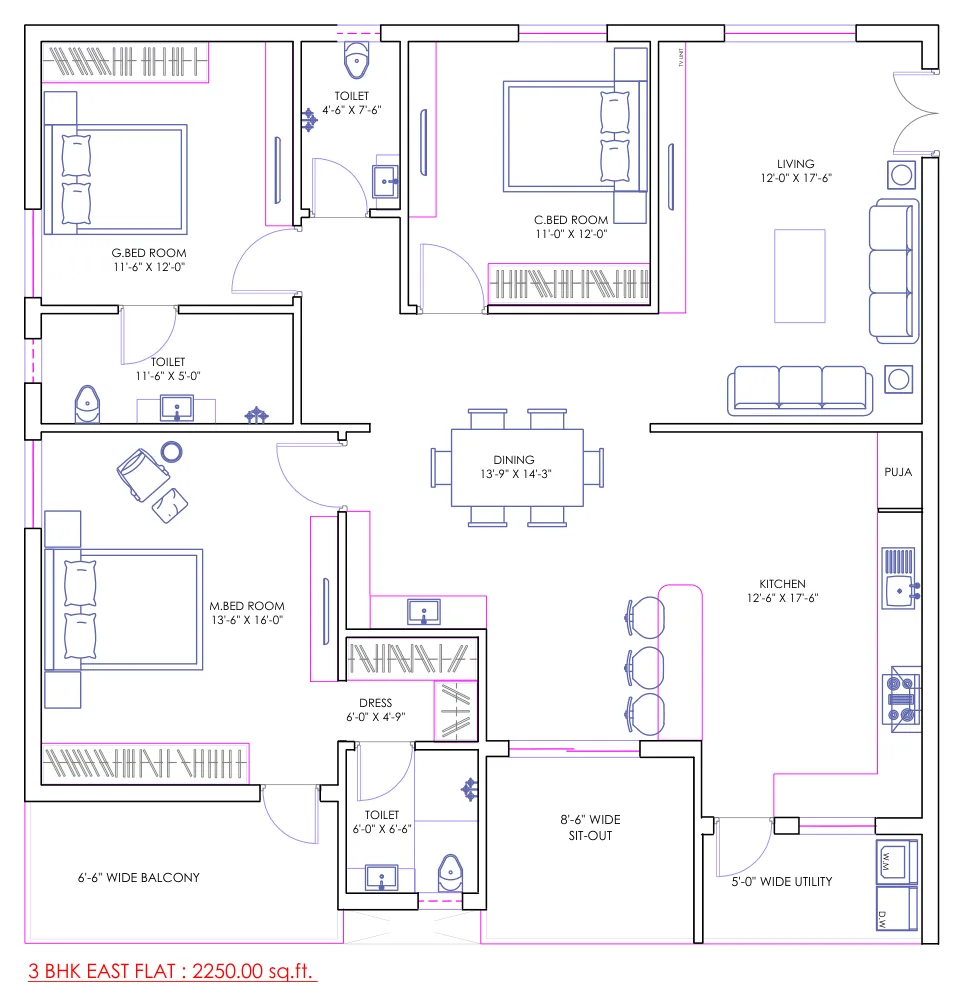 TOILET
4'-6" X 7'-6"
TV UNIT
LIVING
12'-0" X 17'-6"
C.BED ROOM
11'-0" X 12'-0"
G.BED ROOM
11'-6" X 12'-0"
TOILET
11'-6" X 5'-0"
DINING
13'-9" X 14'-3"
PUJA
KITCHEN
12'-6" X 17'-6"
M.BED ROOM
13'-6" X 16'-0"
DRESS
6'-0" X 4'-9"
TOILET
6'-0" X 6'-6"
8'-6" WIDE
SIT-OUT
6'-6" WIDE BALCONY
5'-0" WIDE UTILITY
W.M
D.W
3 BHK EAST FLAT : 2250.00 sq.ft.